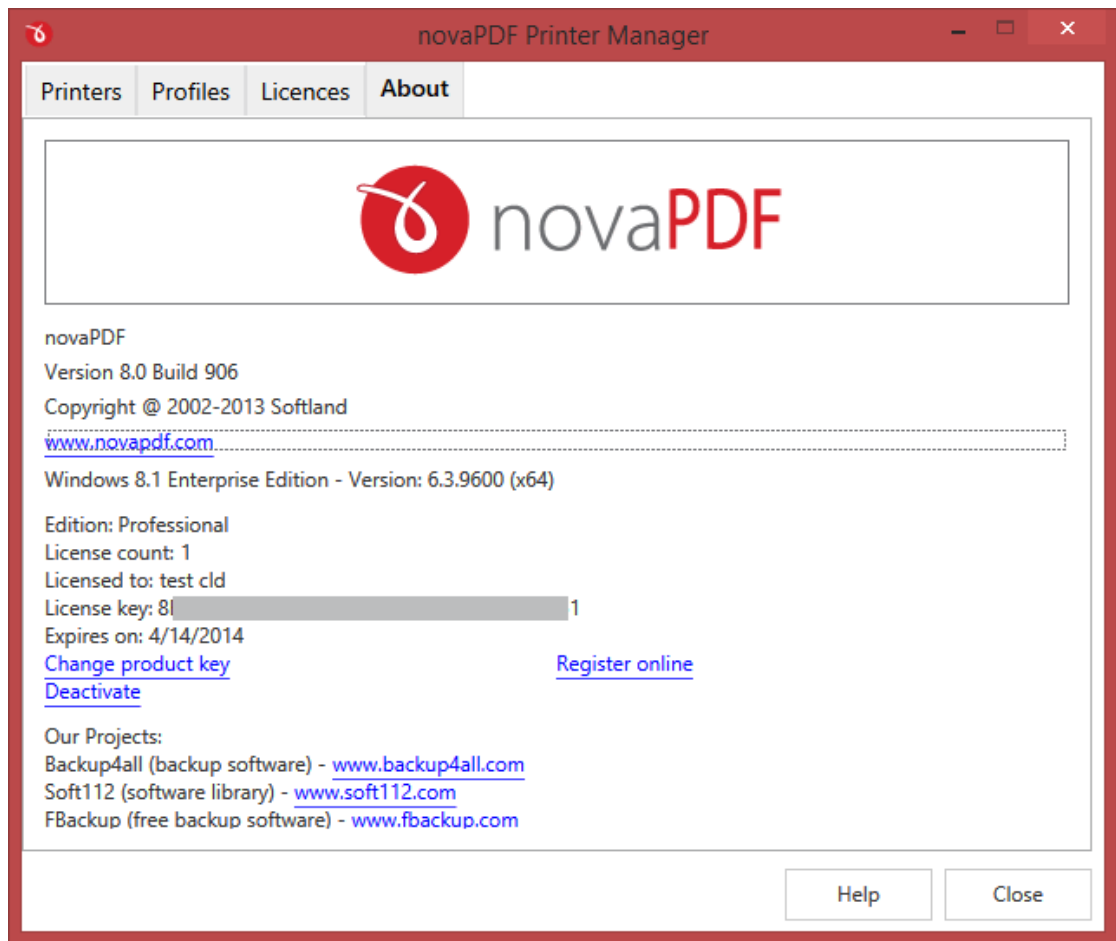 novaPDF Printer Manager
Printers Profiles Licences About
novaPDF
novaPDF
Version 8.0 Build 906
Copyright @ 2002-2013 Softland
www.novapdf.com
Windows 8.1 Enterprise Edition - Version: 6.3.9600 (x64)
Edition: Professional
License count: 1
Licensed to: test cld
License key: 8 1
Expires on: 4/14/2014
Change product key Register online
Deactivate
Our Projects:
Backup4all (backup software) - www.backup4all.com
Soft112 (software library) - www.soft112.com
FBackup (free backup software) - www.fbackup.com
Help Close